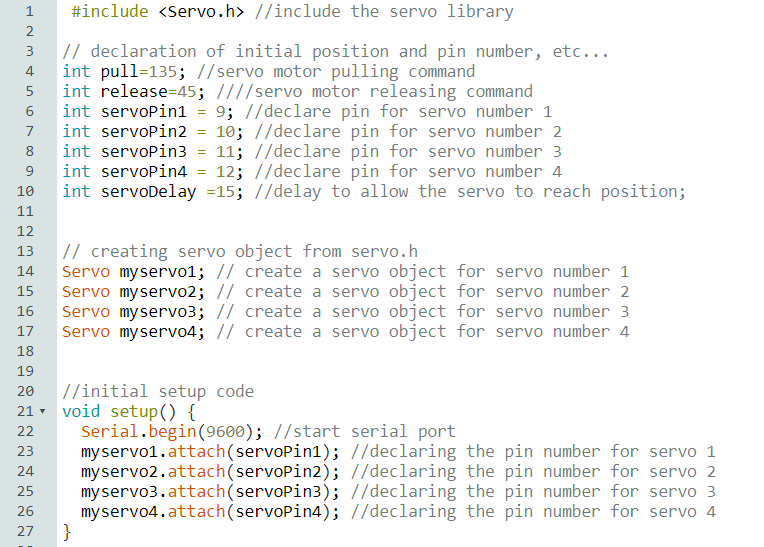 1 #include <Servo.h> //include the servo library
2
3 // declaration of initial position and pin number, etc...
4 int pull=135; //servo motor pulling command
5 int release=45; ////servo motor releasing command
6 int servoPin1 = 9; //declare pin for servo number 1
7 int servoPin2 = 10; //declare pin for servo number 2
8 int servoPin3 = 11; //declare pin for servo number 3
9 int servoPin4 = 12; //declare pin for servo number 4
10 int servoDelay =15; //delay to allow the servo to reach position;
11
12
13 // creating servo object from servo.h
14 Servo myservo1; // create a servo object for servo number 1
15 Servo myservo2; // create a servo object for servo number 2
16 Servo myservo3; // create a servo object for servo number 3
17 Servo myservo4; // create a servo object for servo number 4
18
19
20 //initial setup code
21 void setup() {
22 Serial.begin(9600); //start serial port
23 myservo1.attach(servoPin1); //declaring the pin number for servo 1
24 myservo2.attach(servoPin2); //declaring the pin number for servo 2
25 myservo3.attach(servoPin3); //declaring the pin number for servo 3
26 myservo4.attach(servoPin4); //declaring the pin number for servo 4
27 }